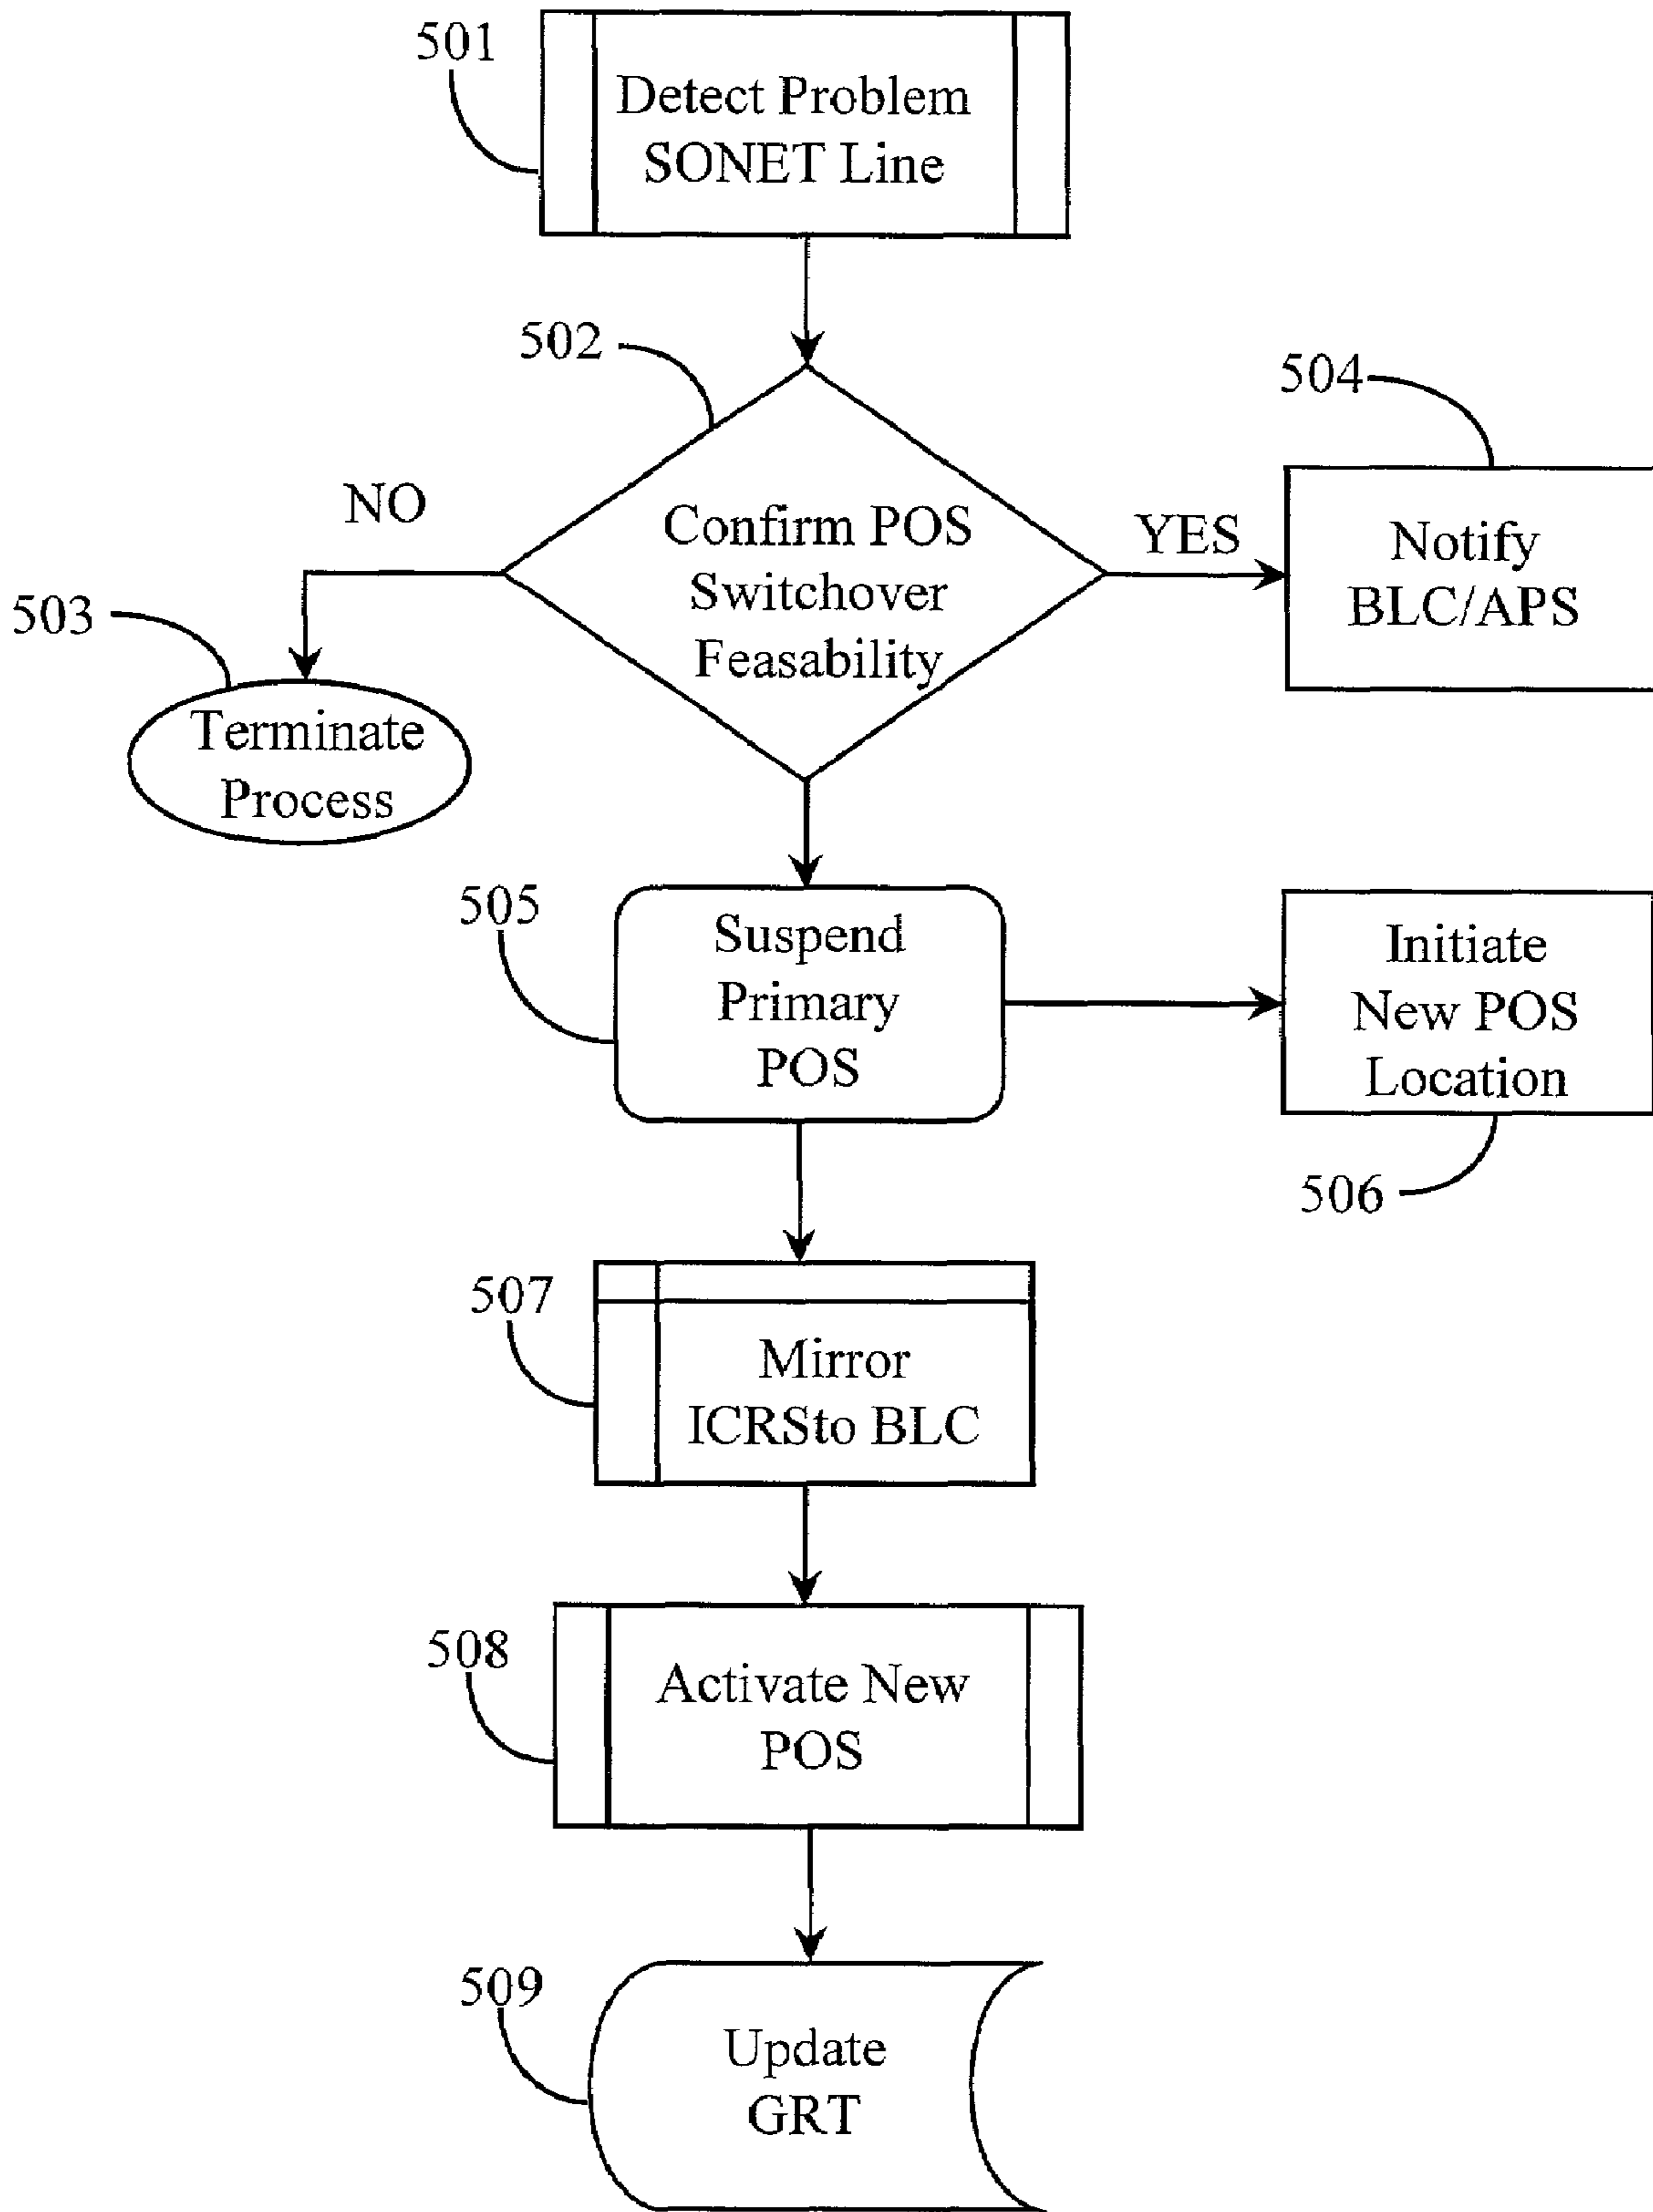 501
Detect Problem
SONET Line
502
504
NO
Confirm POS
Switchover
Feasability
YES
Notify
BLC/APS
503
Terminate
Process
505
Suspend
Primary
POS
Initiate
New POS
Location
506
507
Mirror
ICRSto BLC
508
Activate New
POS
509
Update
GRT